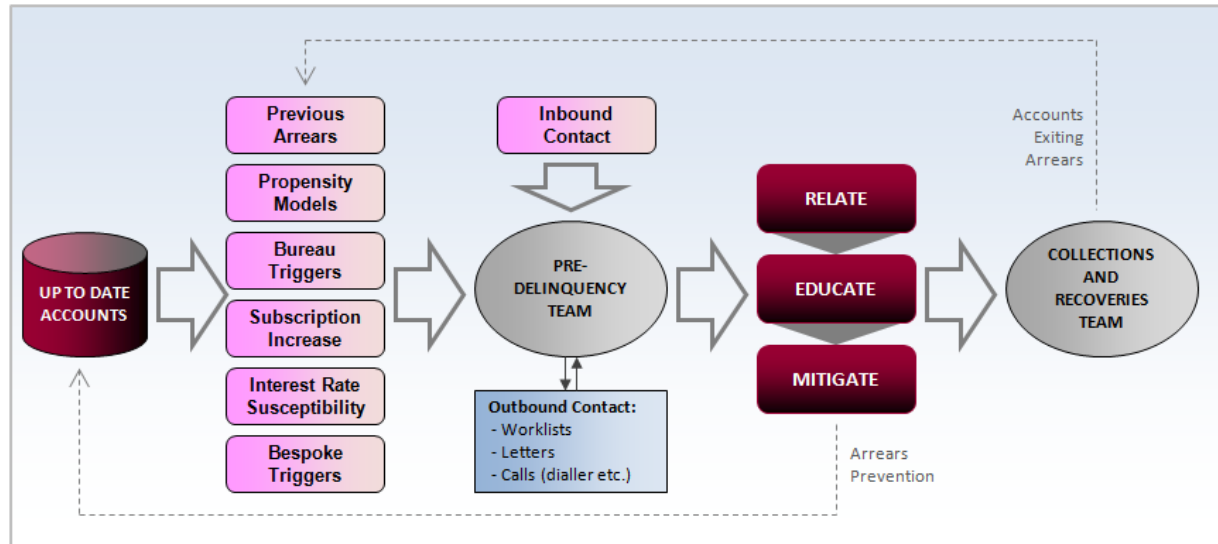 Previous
Arrears
Propensity
Models
Bureau
Triggers
Subscription
Increase
Interest Rate
Susceptibility
Bespoke
Triggers
Inbound
Contact
UP TO DATE
ACCOUNTS
PRE-
DELINQUENCY
TEAM
Outbound Contact:
- Worklists
- Letters
- Calls (dialler etc.)
RELATE
EDUCATE
MITIGATE
COLLECTIONS
AND
RECOVERIES
TEAM
Accounts
Exiting
Arrears
Arrears
Prevention